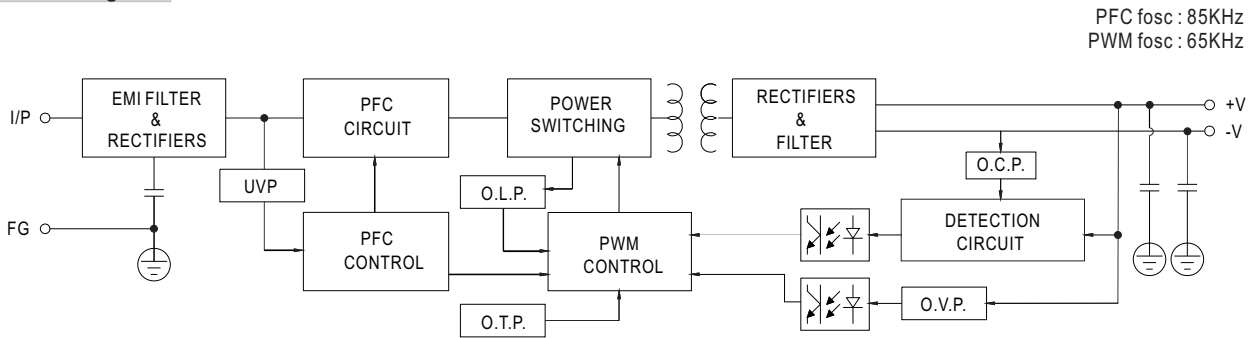 PFC fosc : 85KHz
PWM fosc : 65KHz
I/P
EMI FILTER
&
RECTIFIERS
PFC
CIRCUIT
POWER
SWITCHING
RECTIFIERS
&
FILTER
+V
-V
UVP
O.L.P.
O.C.P.
FG
PFC
CONTROL
PWM
CONTROL
DETECTION
CIRCUIT
O.T.P.
O.V.P.